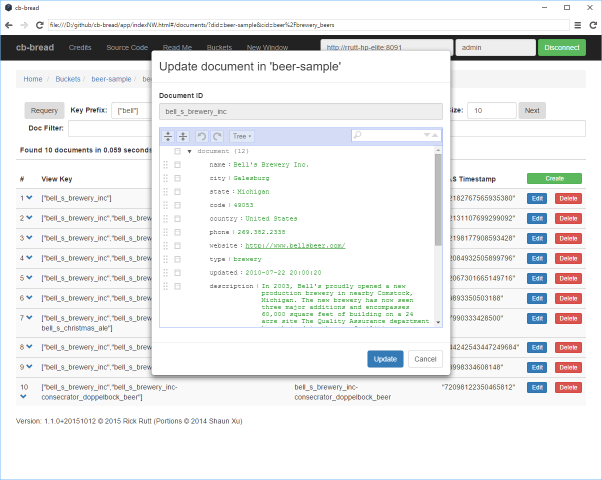 cb-bread
file:///D:/github/cb-bread/app/indexNW.html#/documents/?did=beer-sample&cid=beer%2Fbrewery_beers
cb-bread Credits Source Code Read Me Buckets New Window http://rrutt-hp-elite:8091 admin Disconnect
Update document in 'beer-sample'
Home / Buckets / beer-sample /
Document ID
bell_s_brewery_inc
Requery Key Prefix: ["bell"] Size: 10 Next
Doc Filter:
Tree
Found 10 documents in 0.059 seconds
document {12}
name : Bell's Brewery Inc.
city : Galesburg
state : Michigan
code : 49053
country : United States
phone : 269.382.2338
website : http://www.bellsbeer.com/
type : brewery
updated : 2010-07-22 20:00:20
description : In 2003, Bell's proudly opened a new
production brewery in nearby Comstock,
Michigan. The new brewery has now seen
three major additions and encompasses
60,000 square feet of building on a 24
acre site The Quality Assurance department
Update Cancel
# View Key AS Timestamp Create
1 ["bell_s_brewery_inc"] 2182767565935380" Edit Delete
2 ["bell_s_brewery_inc","bell_s_brew 2131107699299092" Edit Delete
3 ["bell_s_brewery_inc","bell_s_brew 2198177908593428" Edit Delete
4 ["bell_s_brewery_inc","bell_s_brew 2084932505899796" Edit Delete
5 ["bell_s_brewery_inc","bell_s_brew 2067301665149716" Edit Delete
6 ["bell_s_brewery_inc","bell_s_brew 9893350503188" Edit Delete
7 ["bell_s_brewery_inc","bell_s_brew 7990333428500" Edit Delete
bell_s_christmas_ale"]
8 ["bell_s_brewery_inc","bell_s_brew 42425434472496​84" Edit Delete
9 ["bell_s_brewery_inc","bell_s_brew 8998334608148" Edit Delete
10 ["bell_s_brewery_inc","bell_s_brewery_inc- bell_s_brewery_inc- "72098122350465812" Edit Delete
consecrator_doppelbock_beer"] consecrator_doppelbock_beer
Version: 1.1.0+20151012 © 2015 Rick Rutt (Portions © 2014 Shaun Xu)